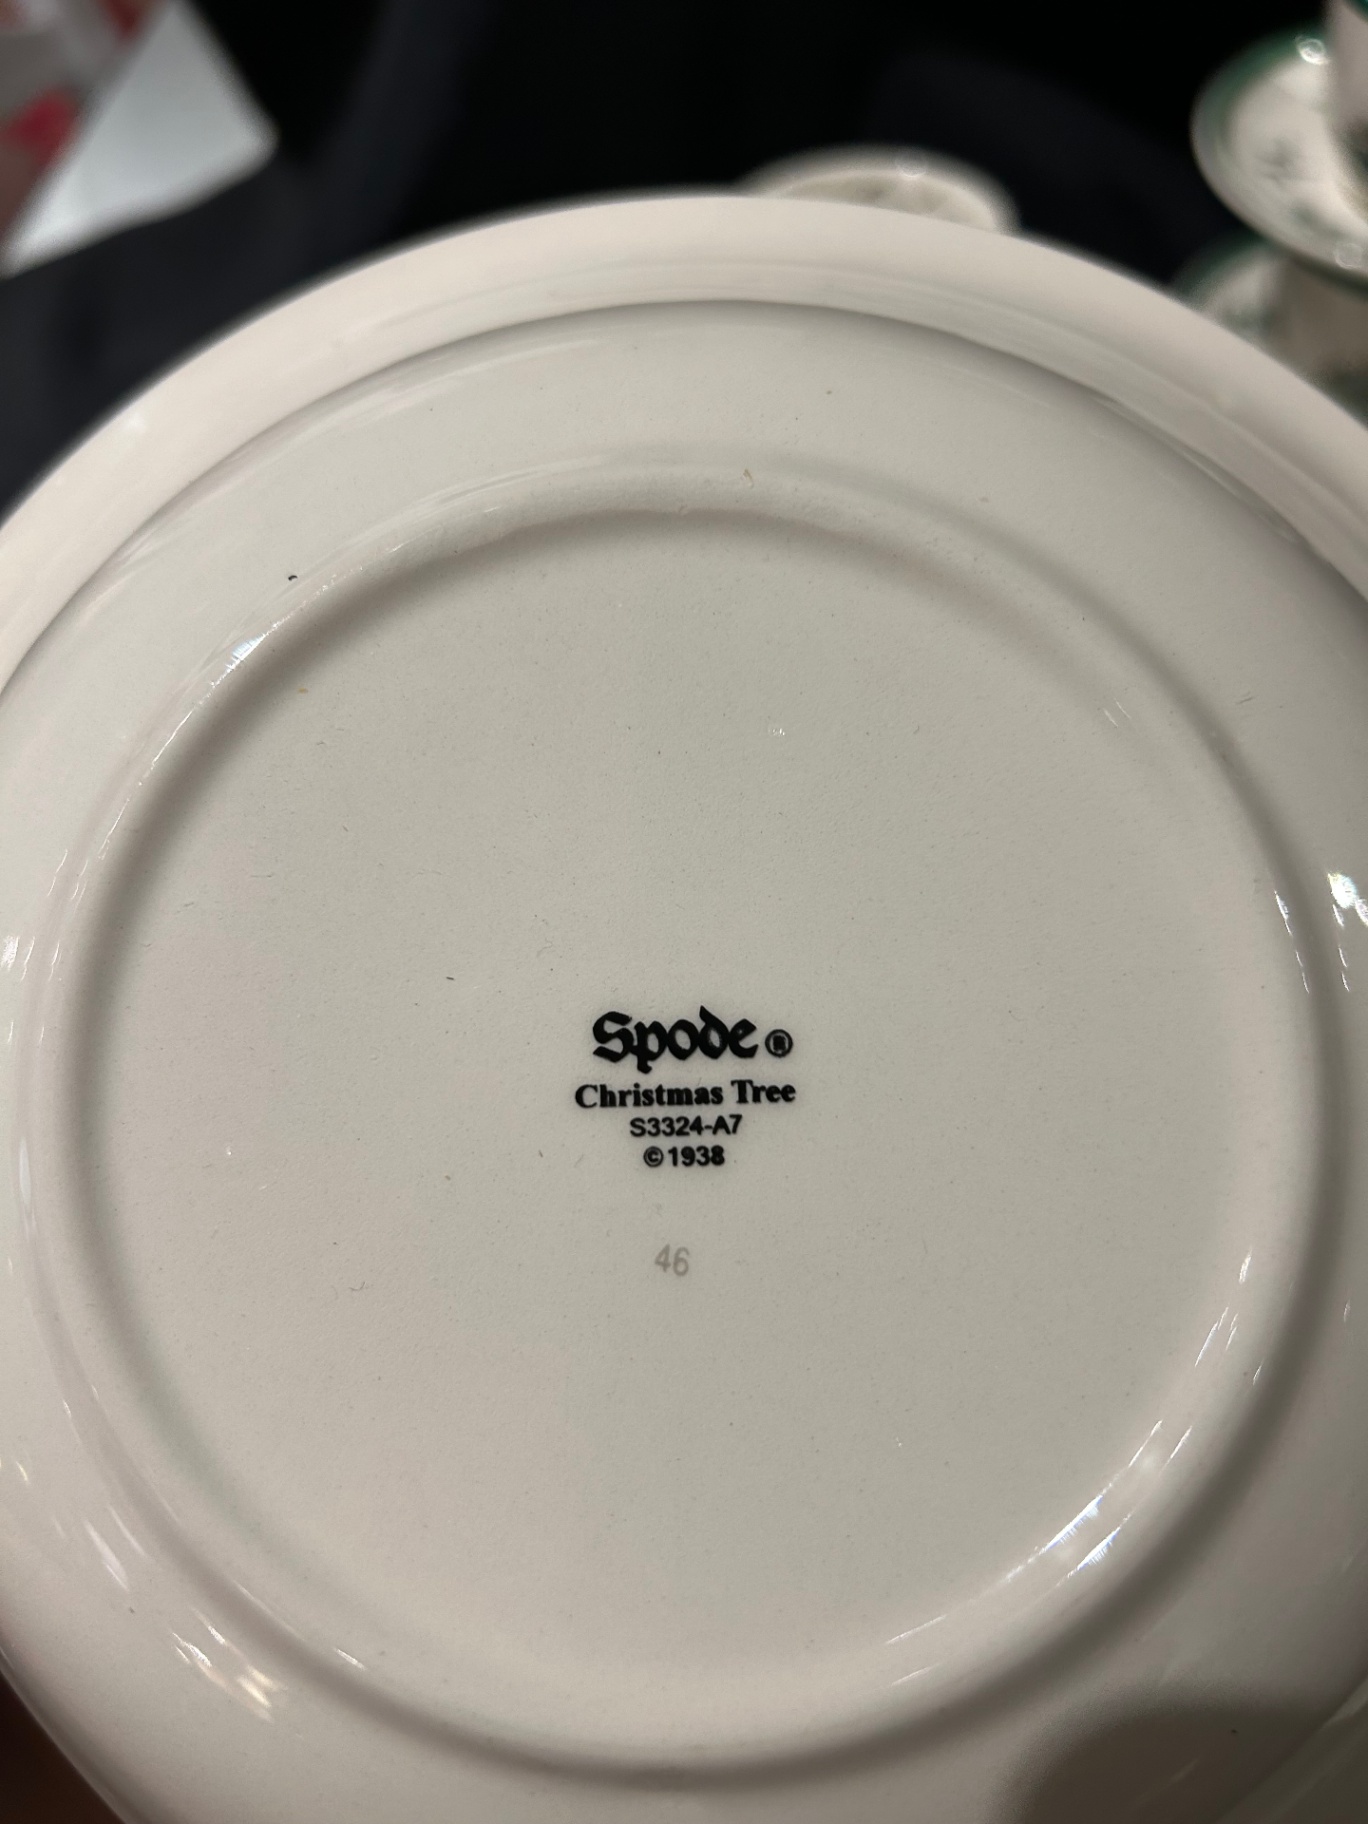 Spode ®
Christmas Tree
S3324-A7
©1938
46